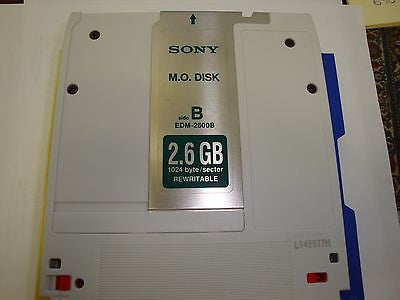 SONY
M.O. DISK
side B
EDM-2600B
2.6 GB
1024 byte/sector
REWRITABLE